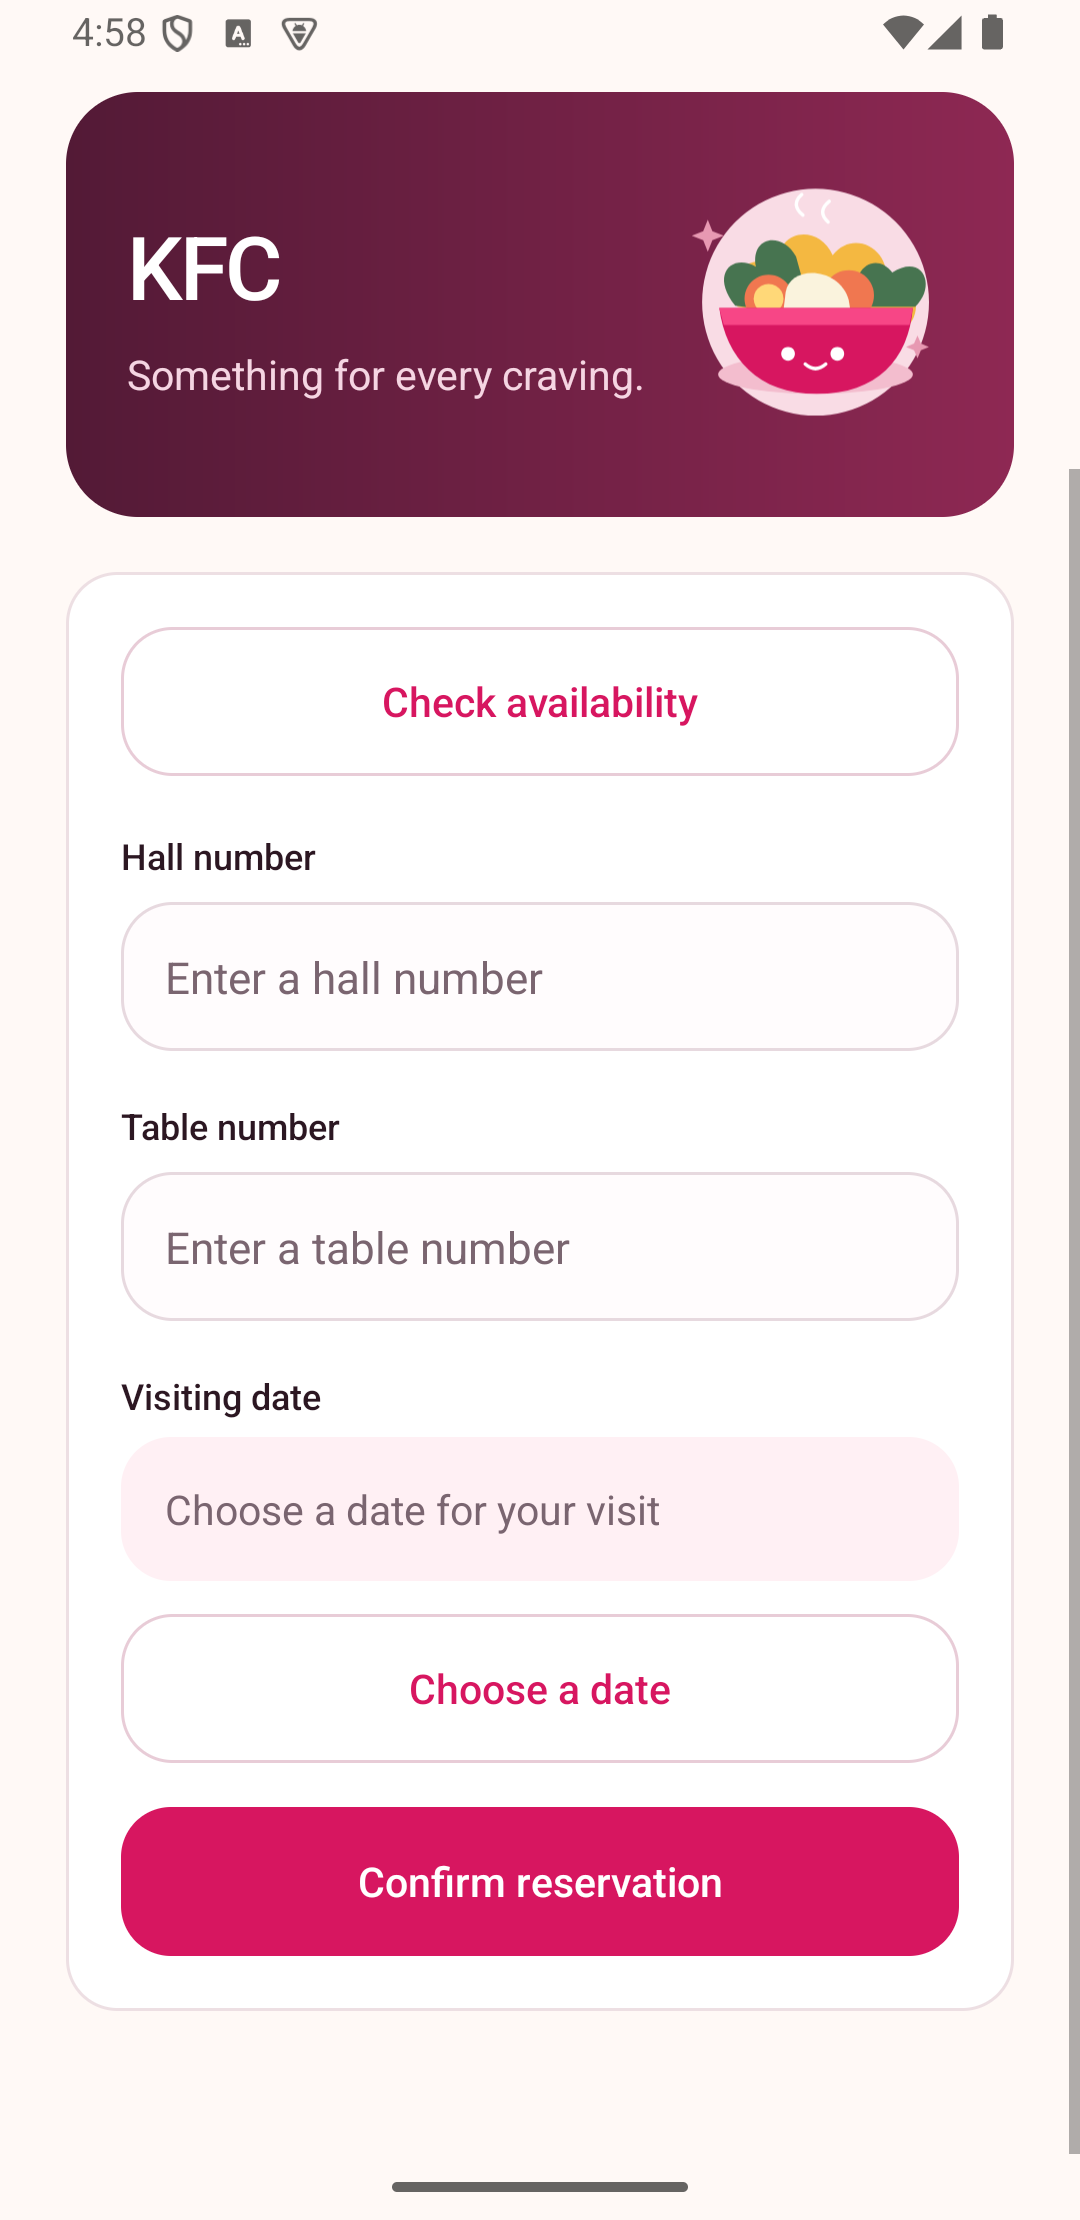 4:58
KFC
Something for every craving.
Check availability
Hall number
Enter a hall number
Table number
Enter a table number
Visiting date
Choose a date for your visit
Choose a date
Confirm reservation